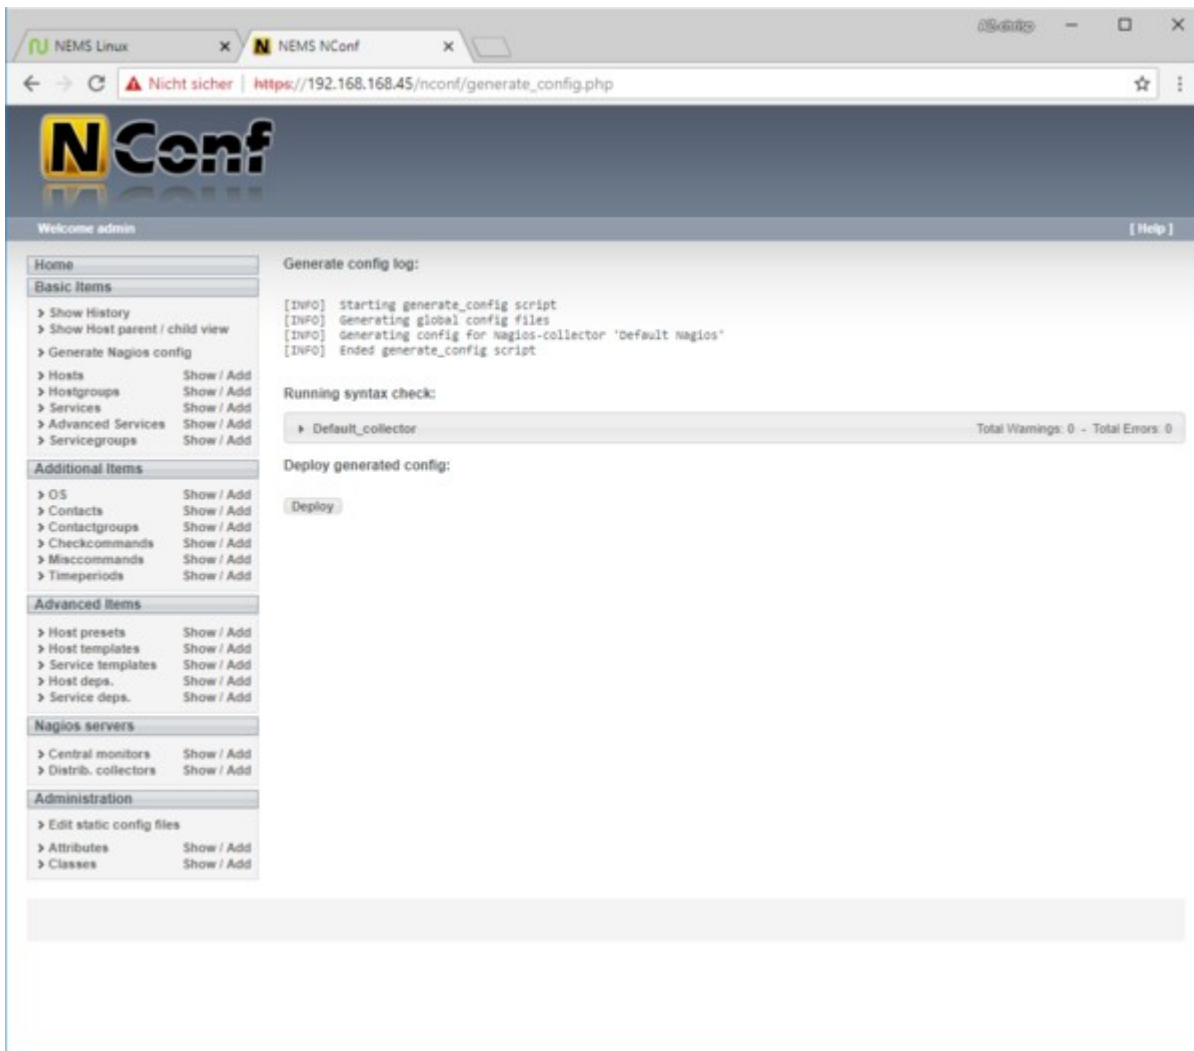 NEMS Linux
NEMS NConf
Nicht sicher https://192.168.168.45/nconf/generate_config.php
NConf
Welcome admin [ Help ]
Home
Basic Items
Show History
Show Host parent / child view
Generate Nagios config
Hosts Show / Add
Hostgroups Show / Add
Services Show / Add
Advanced Services Show / Add
Servicegroups Show / Add
Additional Items
OS Show / Add
Contacts Show / Add
Contactgroups Show / Add
Checkcommands Show / Add
Misccommands Show / Add
Timeperiods Show / Add
Advanced Items
Host presets Show / Add
Host templates Show / Add
Service templates Show / Add
Host deps. Show / Add
Service deps. Show / Add
Nagios servers
Central monitors Show / Add
Distrib. collectors Show / Add
Administration
Edit static config files
Attributes Show / Add
Classes Show / Add
Generate config log:
[INFO] Starting generate_config script
[INFO] Generating global config files
[INFO] Generating config for Nagios-collector 'Default Nagios'
[INFO] Ended generate_config script
Running syntax check:
Default_collector Total Warnings: 0 - Total Errors: 0
Deploy generated config:
Deploy